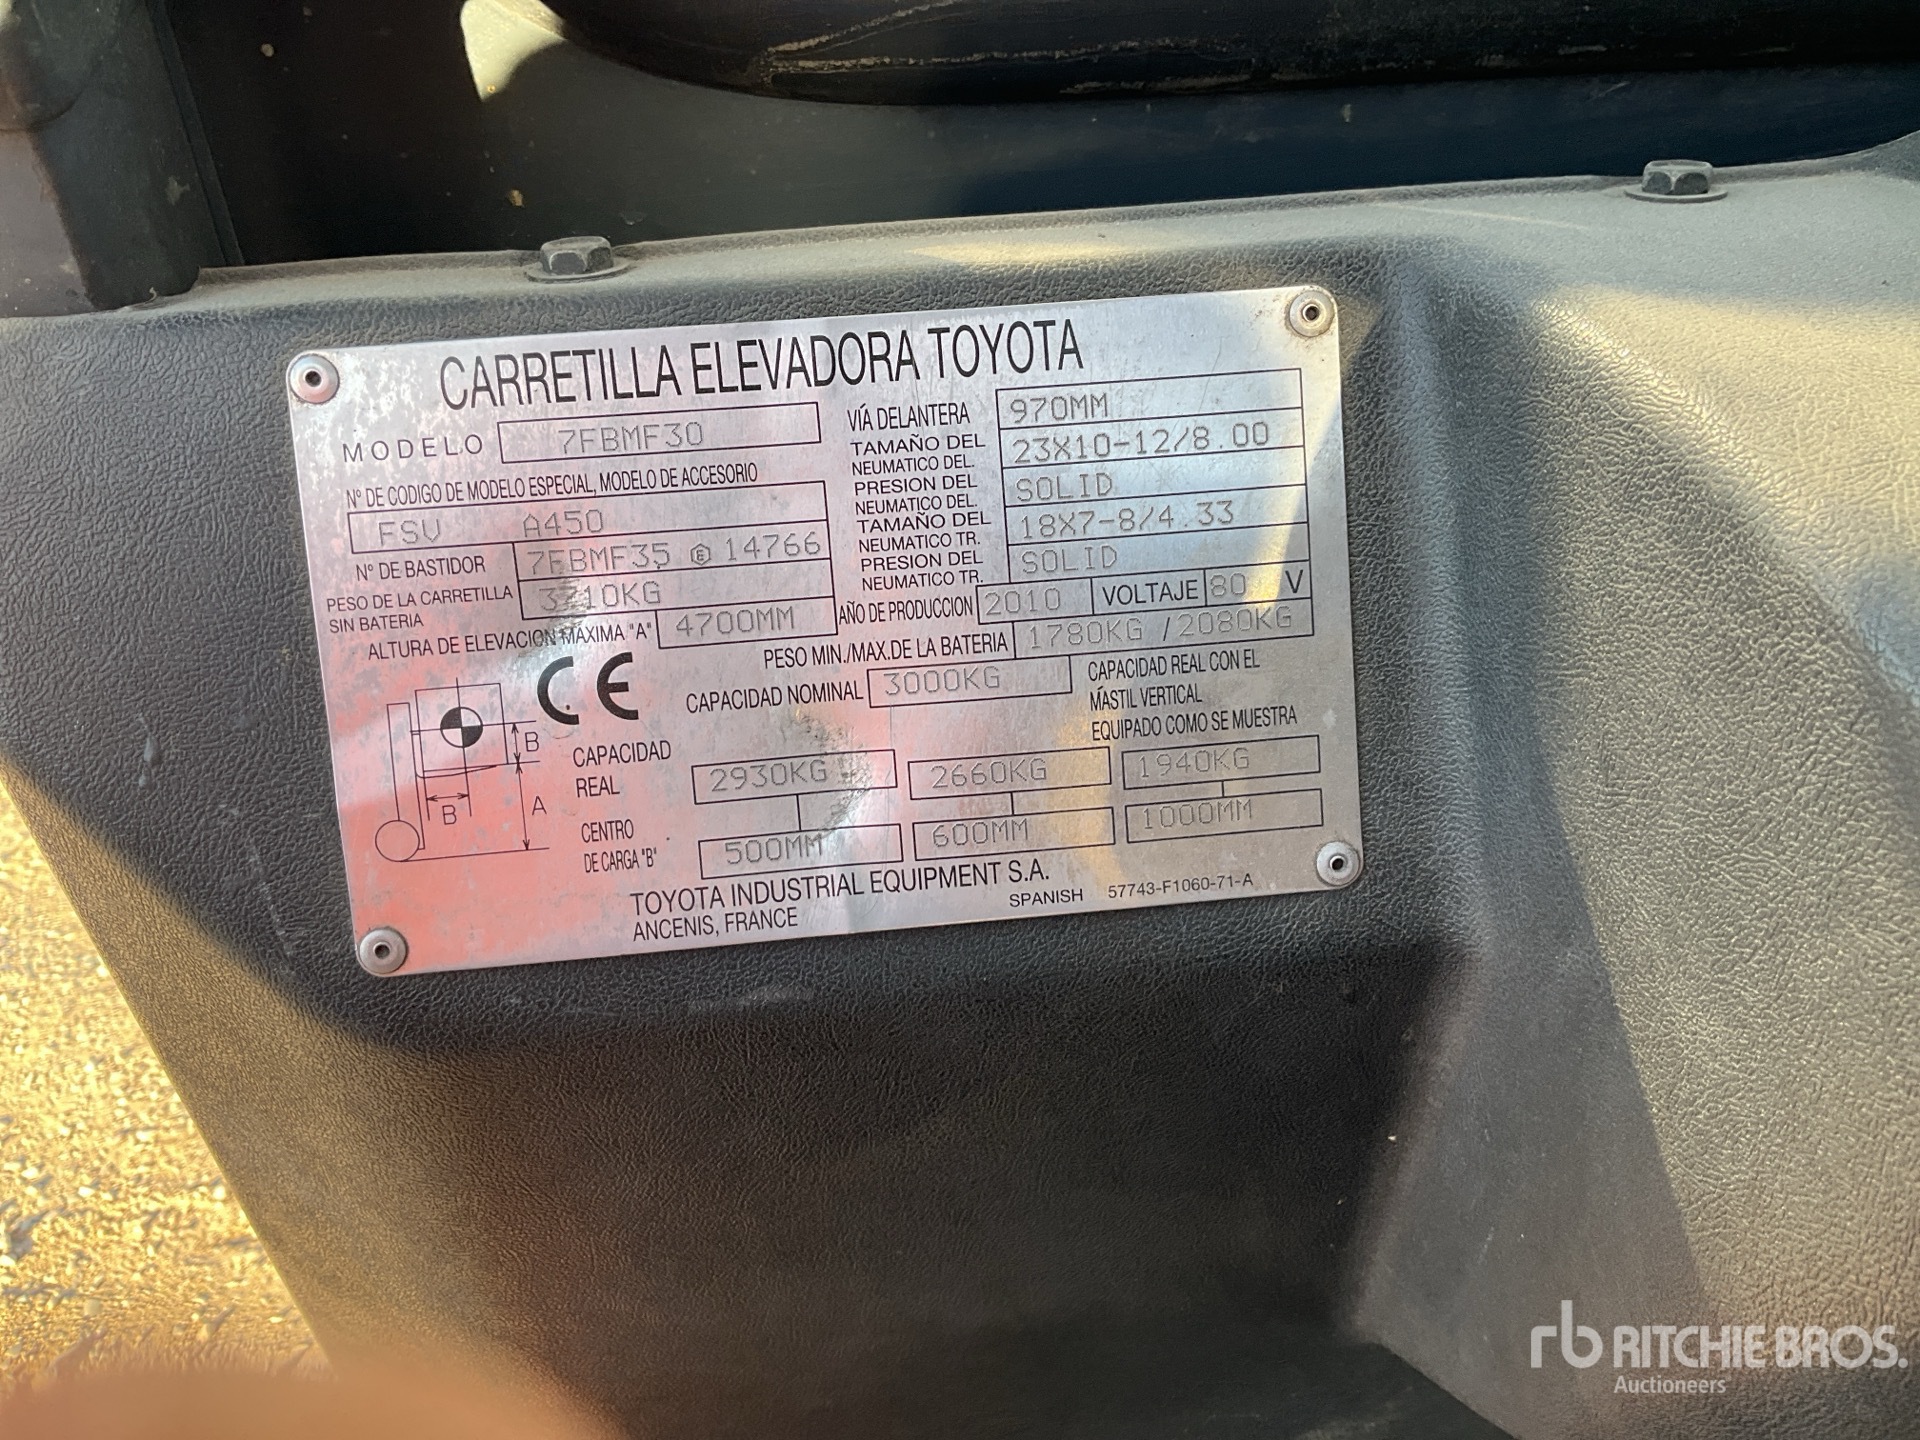 CARRETILLA ELEVADORA TOYOTA
MODELO 7FBMF30
Nº DE CODIGO DE MODELO ESPECIAL, MODELO DE ACCESORIO
FSV A450
Nº DE BASTIDOR 7FBMF35 E 14766
PESO DE LA CARRETILLA
SIN BATERIA
ALTURA DE ELEVACION MÁXIMA "A" 4700MM
VÍA DELANTERA 970MM
TAMAÑO DEL
NEUMATICO DEL. 23X10-12/8.00
PRESION DEL
NEUMATICO DEL. SOLID
TAMAÑO DEL
NEUMATICO TR. 18X7-8/4.33
PRESION DEL
NEUMATICO TR. SOLID
AÑO DE PRODUCCION 2010 VOLTAJE 80 V
PESO MIN./MAX.DE LA BATERIA 1780KG / 2080KG
CE
CAPACIDAD NOMINAL 3000KG
CAPACIDAD REAL CON EL
MÁSTIL VERTICAL
EQUIPADO COMO SE MUESTRA
B
B
A
CAPACIDAD
REAL 2930KG 2660KG 1940KG
CENTRO
DE CARGA "B" 500MM 600MM 1000MM
TOYOTA INDUSTRIAL EQUIPMENT S.A.
ANCENIS, FRANCE
SPANISH 57743-F1060-71-A
rb RITCHIE BROS.
Auctioneers